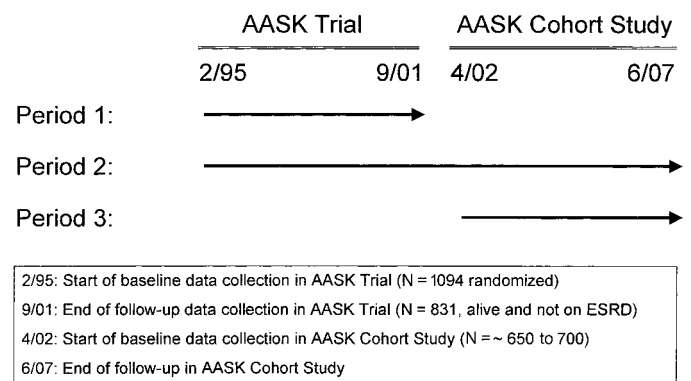 AASK Trial AASK Cohort Study
2/95 9/01 4/02 6/07
Period 1:
Period 2:
Period 3:
2/95: Start of baseline data collection in AASK Trial (N = 1094 randomized)
9/01: End of follow-up data collection in AASK Trial (N = 831, alive and not on ESRD)
4/02: Start of baseline data collection in AASK Cohort Study (N =~ 650 to 700)
6/07: End of follow-up in AASK Cohort Study